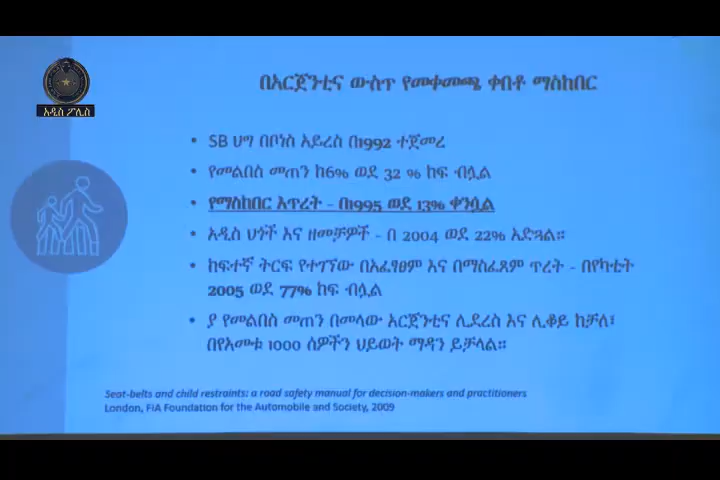 አዲስ ፖሊስ
በአርጀንቲና ውስጥ የመቀመጫ ቀበቶ ማስከበር
• SB ህግ በቦነስ አይረስ በ1992 ተጀመረ
• የመልበስ መጠን ከ6% ወደ 32 % ከፍ ብሏል
• የማስከበር እጥረት – በ1995 ወደ 13% ቀንሷል
• አዲስ ህጎች እና ዘመቻዎች – በ 2004 ወደ 22% አድጓል።
• ከፍተኛ ትርፍ የተገኘው በአፈፃፀም እና በማስፈጸም ጥረት – በየካቲት
2005 ወደ 77% ከፍ ብሏል
• ያ የመልበስ መጠን በመላው አርጀንቲና ሊደረስ እና ሊቆይ ከቻለ፣
በየአመቱ 1000 ሰዎችን ህይወት ማዳን ይቻላል።
Seat-belts and child restraints: a road safety manual for decision-makers and practitioners
London, FIA Foundation for the Automobile and Society, 2009